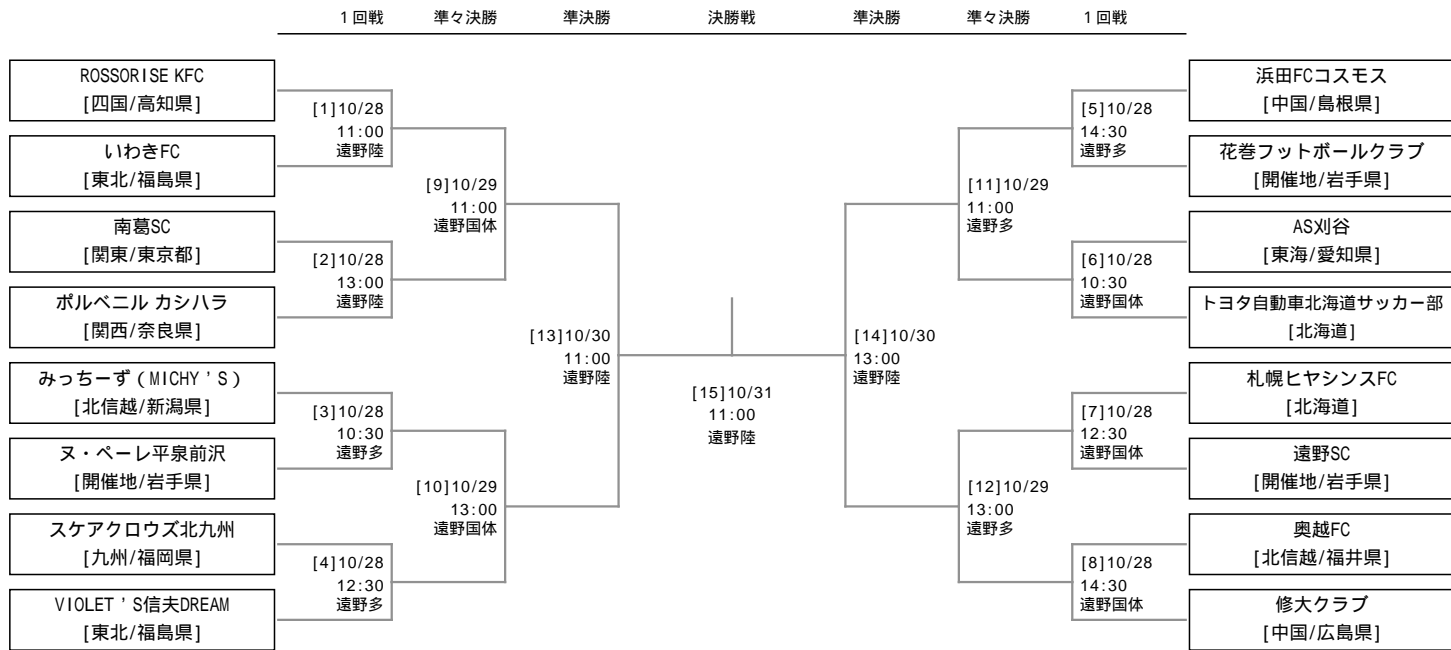 1回戦 準々決勝 準決勝 決勝戦 準決勝 準々決勝 1回戦
ROSSORISE KFC
[四国/高知県]
いわきFC
[東北/福島県]
南葛SC
[関東/東京都]
ポルベニル カシハラ
[関西/奈良県]
みっちーず（MICHY'S）
[北信越/新潟県]
ヌ・ペーレ平泉前沢
[開催地/岩手県]
スケアクロウズ北九州
[九州/福岡県]
VIOLET'S信夫DREAM
[東北/福島県]
[1]10/28
11:00
遠野陸
[2]10/28
13:00
遠野陸
[3]10/28
10:30
遠野多
[4]10/28
12:30
遠野多
[9]10/29
11:00
遠野国体
[10]10/29
13:00
遠野国体
[13]10/30
11:00
遠野陸
[15]10/31
11:00
遠野陸
[14]10/30
13:00
遠野陸
[11]10/29
11:00
遠野多
[12]10/29
13:00
遠野多
[5]10/28
14:30
遠野多
[6]10/28
10:30
遠野国体
[7]10/28
12:30
遠野国体
[8]10/28
14:30
遠野国体
浜田FCコスモス
[中国/島根県]
花巻フットボールクラブ
[開催地/岩手県]
AS刈谷
[東海/愛知県]
トヨタ自動車北海道サッカー部
[北海道]
札幌ヒヤシンスFC
[北海道]
遠野SC
[開催地/岩手県]
奥越FC
[北信越/福井県]
修大クラブ
[中国/広島県]